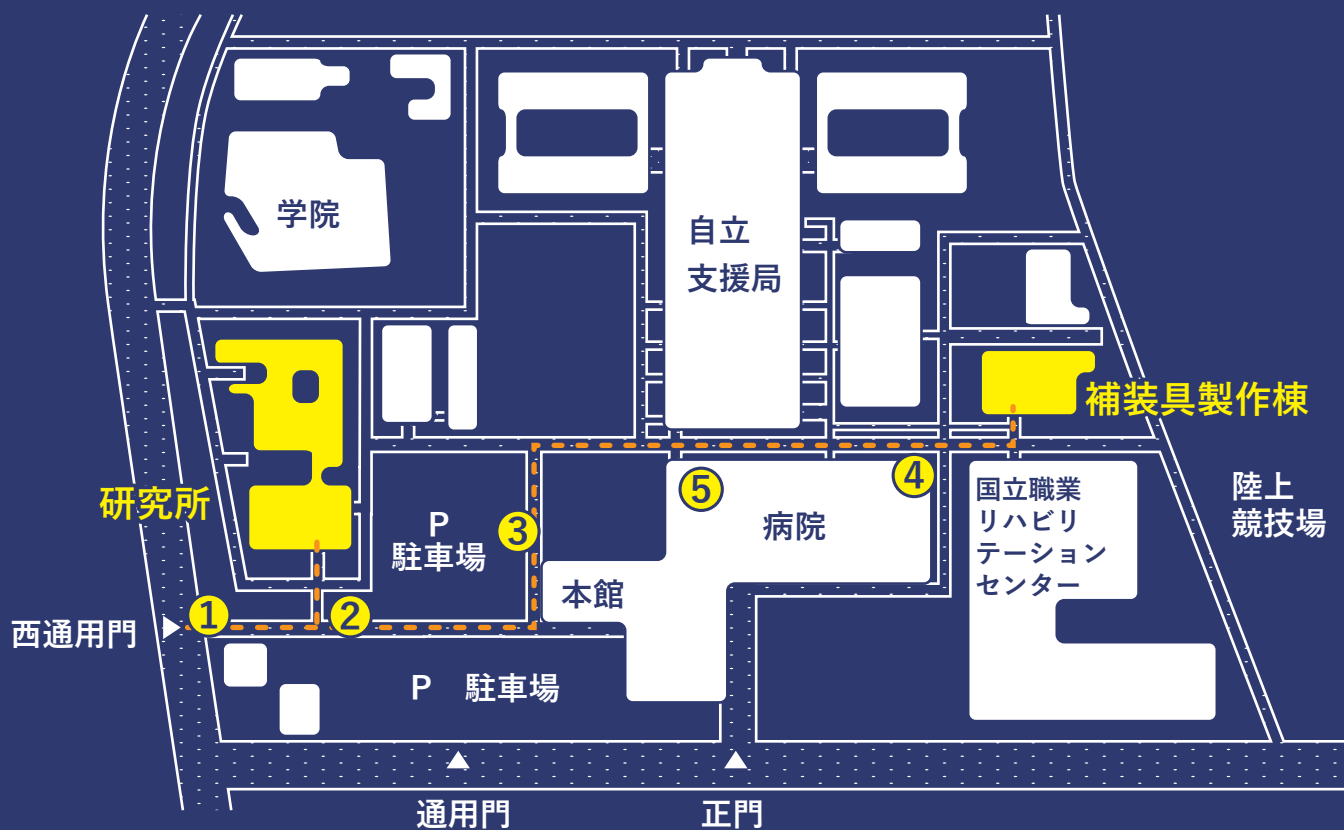 学院
自立
支援局
補装具製作棟
研究所
⑤
④
国立職業
リハビリ
テーション
センター
陸上
競技場
P
駐車場
③
病院
本館
①
②
西通用門
P 駐車場
通用門
正門